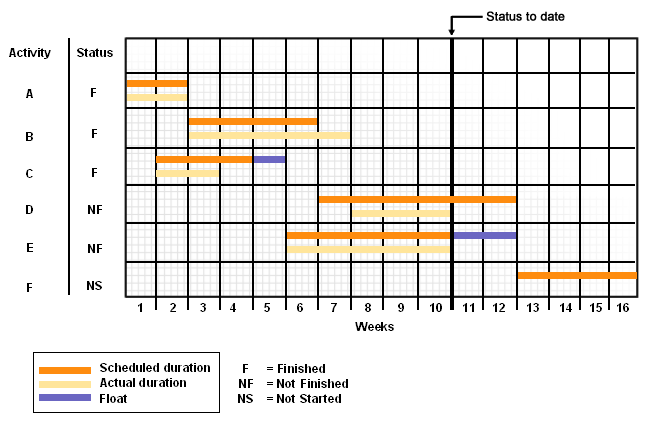 Status to date
Activity Status
A F
B F
C F
D NF
E NF
F NS
1 2 3 4 5 6 7 8 9 10 11 12 13 14 15 16
Weeks
Scheduled duration F = Finished
Actual duration NF = Not Finished
Float NS = Not Started